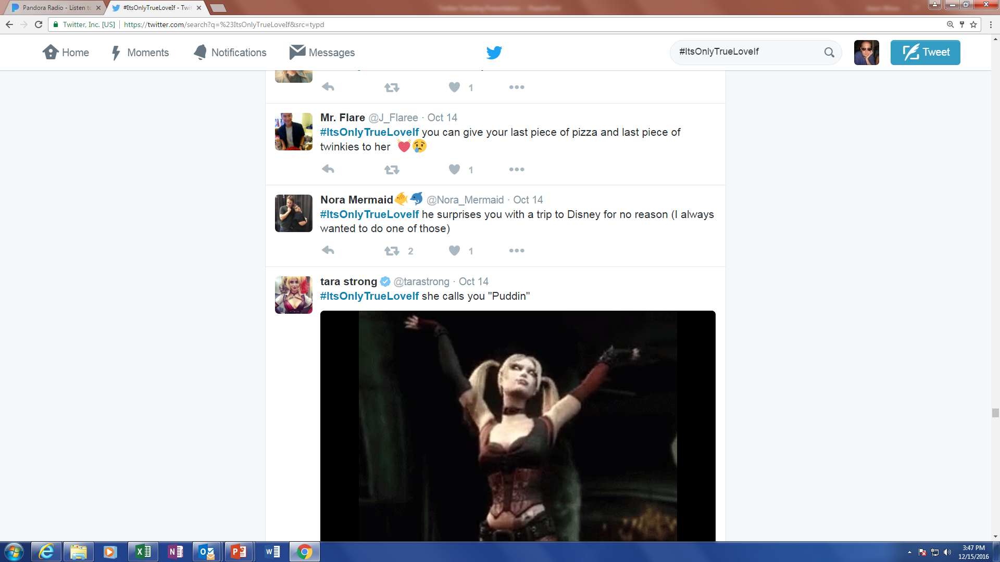 Pandora Radio - Listen to
#ItsOnlyTrueLoveIf - Twit
Twitter Trending Presentation - PowerPoint
Twitter, Inc. [US] https://twitter.com/search?q=%23ItsOnlyTrueLoveIf&src=typd
Home Moments Notifications Messages #ItsOnlyTrueLoveIf Tweet
1
Mr. Flare @J_Flaree · Oct 14
#ItsOnlyTrueLoveIf you can give your last piece of pizza and last piece of
twinkies to her
1
Nora Mermaid @Nora_Mermaid · Oct 14
#ItsOnlyTrueLoveIf he surprises you with a trip to Disney for no reason (I always
wanted to do one of those)
2 1
tara strong @tarastrong · Oct 14
#ItsOnlyTrueLoveIf she calls you "Puddin"
3:47 PM
12/15/2016